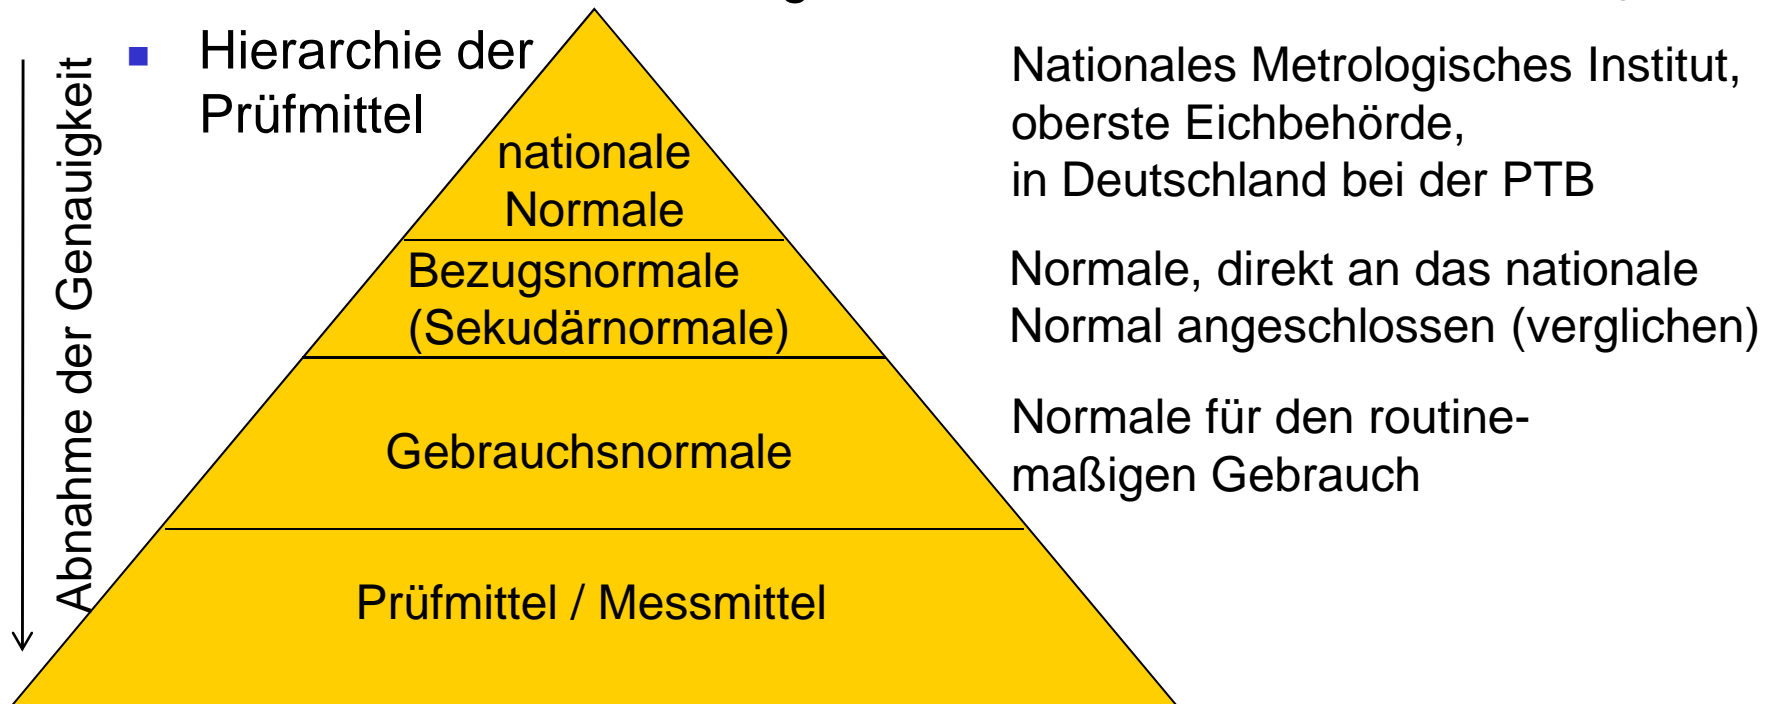 Hierarchie der
Prüfmittel
Abnahme der Genauigkeit
nationale
Normale
Bezugsnormale
(Sekudärnormale)
Gebrauchsnormale
Prüfmittel / Messmittel
Nationales Metrologisches Institut,
oberste Eichbehörde,
in Deutschland bei der PTB
Normale, direkt an das nationale
Normal angeschlossen (verglichen)
Normale für den routine-
maßigen Gebrauch